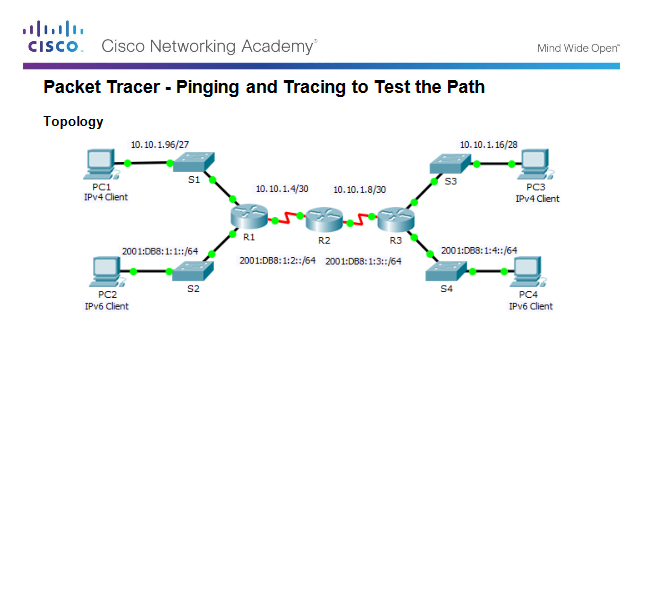 CISCO
Cisco Networking Academy®
Mind Wide Open™
Packet Tracer - Pinging and Tracing to Test the Path
Topology
10.10.1.96/27
10.10.1.16/28
PC1
IPv4 Client
S1
S3
PC3
IPv4 Client
10.10.1.4/30
10.10.1.8/30
R1
R2
R3
2001:DB8:1:1::/64
2001:DB8:1:2::/64
2001:DB8:1:3::/64
2001:DB8:1:4::/64
PC2
IPv6 Client
S2
S4
PC4
IPv6 Client